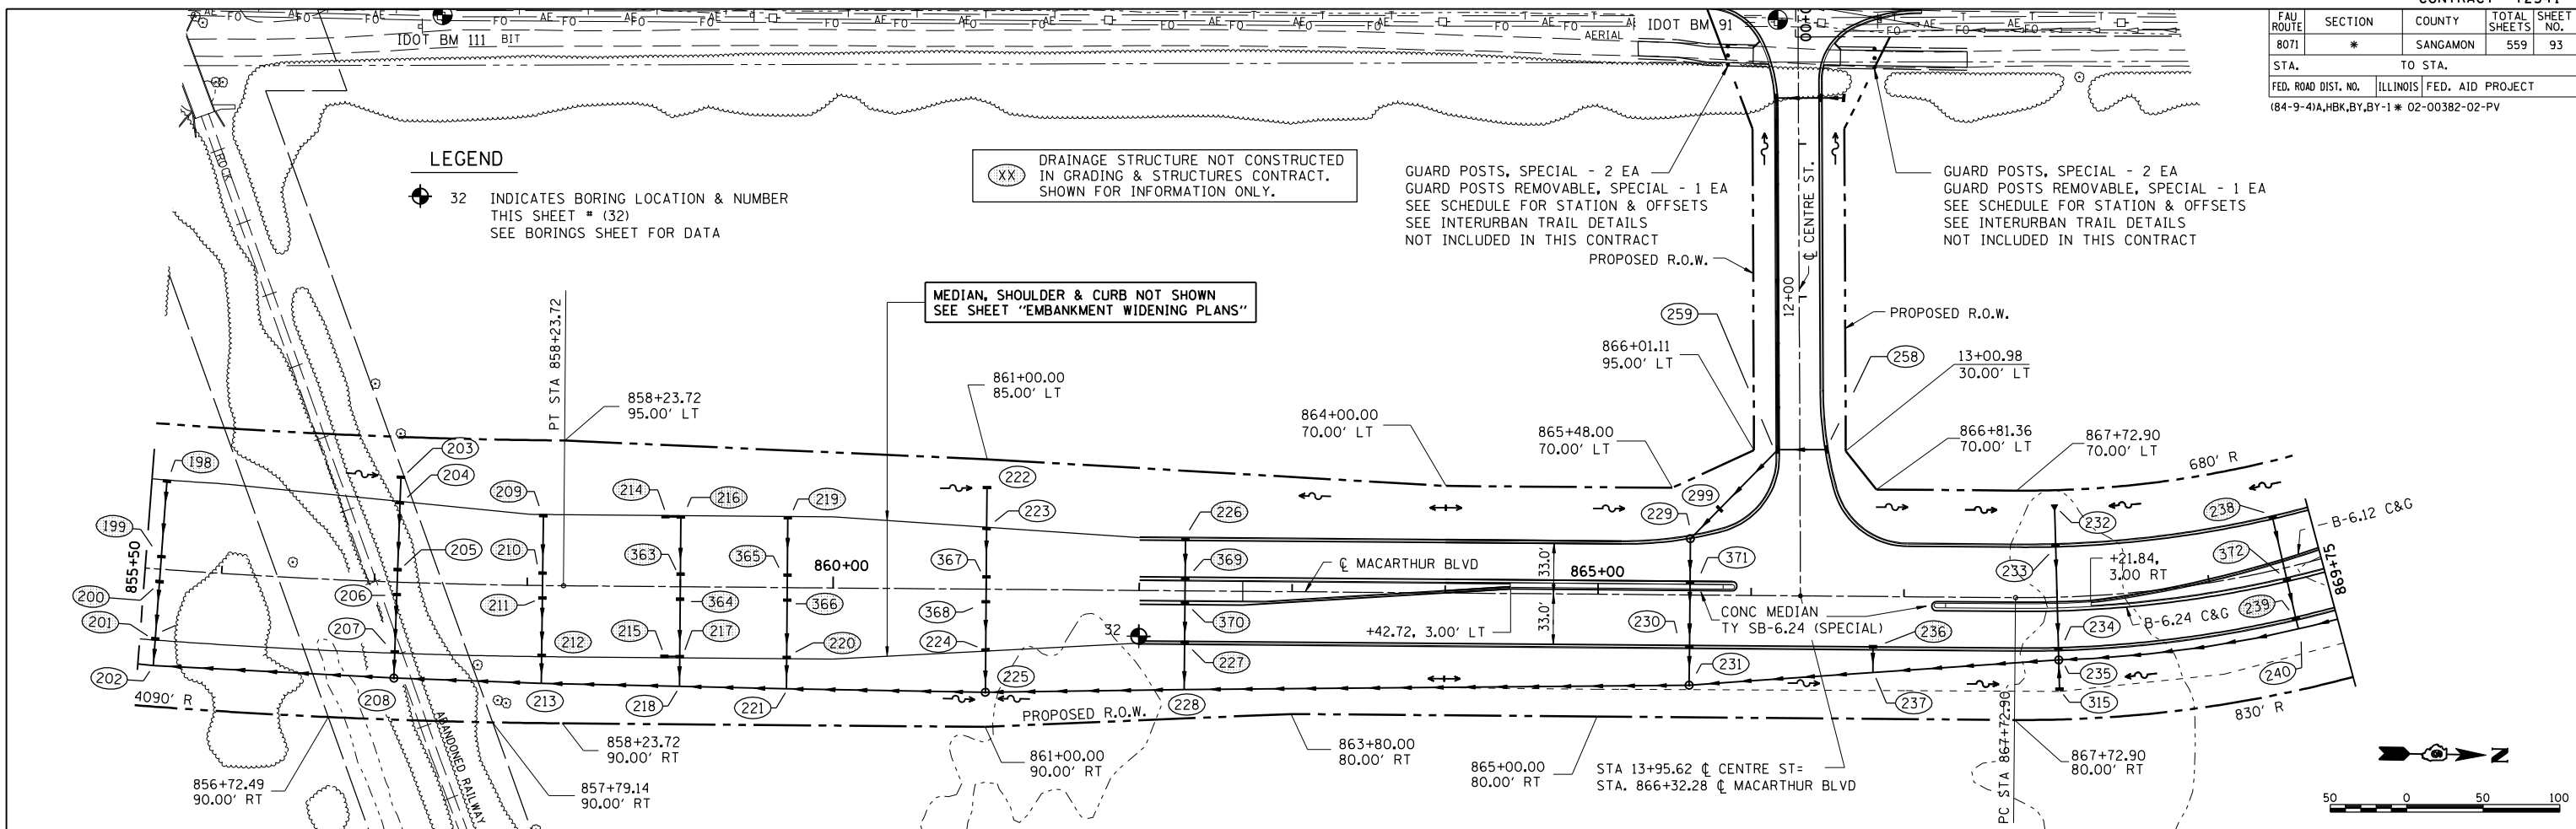 FAU ROUTE
SECTION
COUNTY
TOTAL SHEETS
SHEET NO.
8071
*
SANGAMON
559
93
STA.
TO STA.
FED. ROAD DIST. NO.
ILLINOIS
FED. AID PROJECT
(84-9-4)A,HBK,BY,BY-1 * 02-00382-02-PV
IDOT BM 111
BIT
IDOT BM 91
AERIAL
ROCK
LEGEND
32 INDICATES BORING LOCATION & NUMBER
THIS SHEET # (32)
SEE BORINGS SHEET FOR DATA
XX
DRAINAGE STRUCTURE NOT CONSTRUCTED
IN GRADING & STRUCTURES CONTRACT.
SHOWN FOR INFORMATION ONLY.
GUARD POSTS, SPECIAL - 2 EA
GUARD POSTS REMOVABLE, SPECIAL - 1 EA
SEE SCHEDULE FOR STATION & OFFSETS
SEE INTERURBAN TRAIL DETAILS
NOT INCLUDED IN THIS CONTRACT
PROPOSED R.O.W.
℄ CENTRE ST.
12+00
GUARD POSTS, SPECIAL - 2 EA
GUARD POSTS REMOVABLE, SPECIAL - 1 EA
SEE SCHEDULE FOR STATION & OFFSETS
SEE INTERURBAN TRAIL DETAILS
NOT INCLUDED IN THIS CONTRACT
PROPOSED R.O.W.
MEDIAN, SHOULDER & CURB NOT SHOWN
SEE SHEET "EMBANKMENT WIDENING PLANS"
PT STA 858+23.72
858+23.72
95.00' LT
861+00.00
85.00' LT
864+00.00
70.00' LT
865+48.00
70.00' LT
866+01.11
95.00' LT
259
258
13+00.98
30.00' LT
866+81.36
70.00' LT
867+72.90
70.00' LT
680' R
198
203
204
209
214
216
219
222
223
226
229
299
232
238
B-6.12 C&G
199
205
210
363
365
367
369
371
233
372
855+50
860+00
℄ MACARTHUR BLVD
33.0'
865+00
+21.84,
3.00 RT
869+75
200
206
211
364
366
368
370
239
201
207
212
215
217
220
224
32
227
+42.72, 3.00' LT
33.0'
CONC MEDIAN
TY SB-6.24 (SPECIAL)
230
236
234
B-6.24 C&G
202
208
213
218
221
225
228
231
237
235
315
240
4090' R
PROPOSED R.O.W.
830' R
ABANDONED RAILWAY
856+72.49
90.00' RT
857+79.14
90.00' RT
858+23.72
90.00' RT
861+00.00
90.00' RT
863+80.00
80.00' RT
865+00.00
80.00' RT
STA 13+95.62 ℄ CENTRE ST=
STA. 866+32.28 ℄ MACARTHUR BLVD
PC STA 867+72.90
867+72.90
80.00' RT
N
50 0 50 100